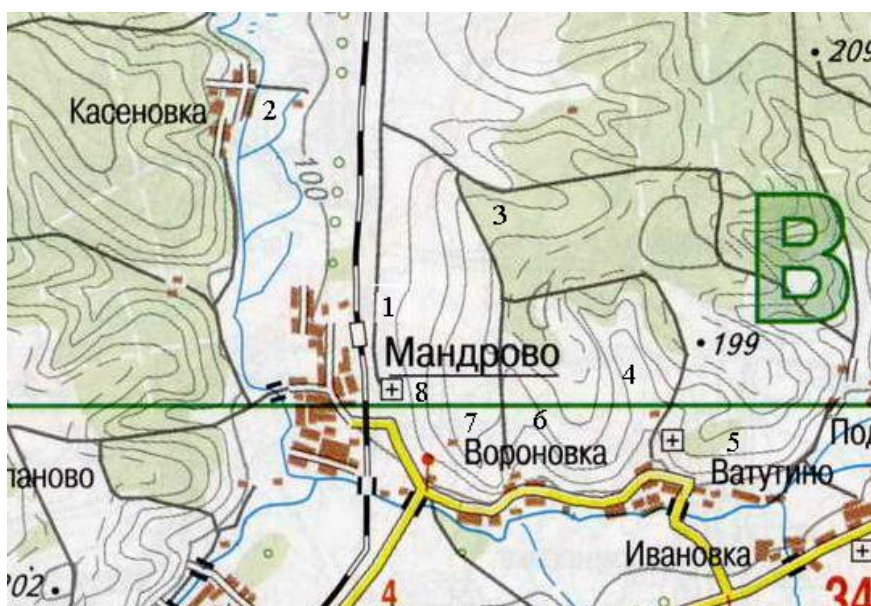 209
Касеновка
2
100
3
В
1
Мандрово
199
4
8
7
6
5
Вороновка
Под
Ватутино
лановo
Ивановка
202
4
34